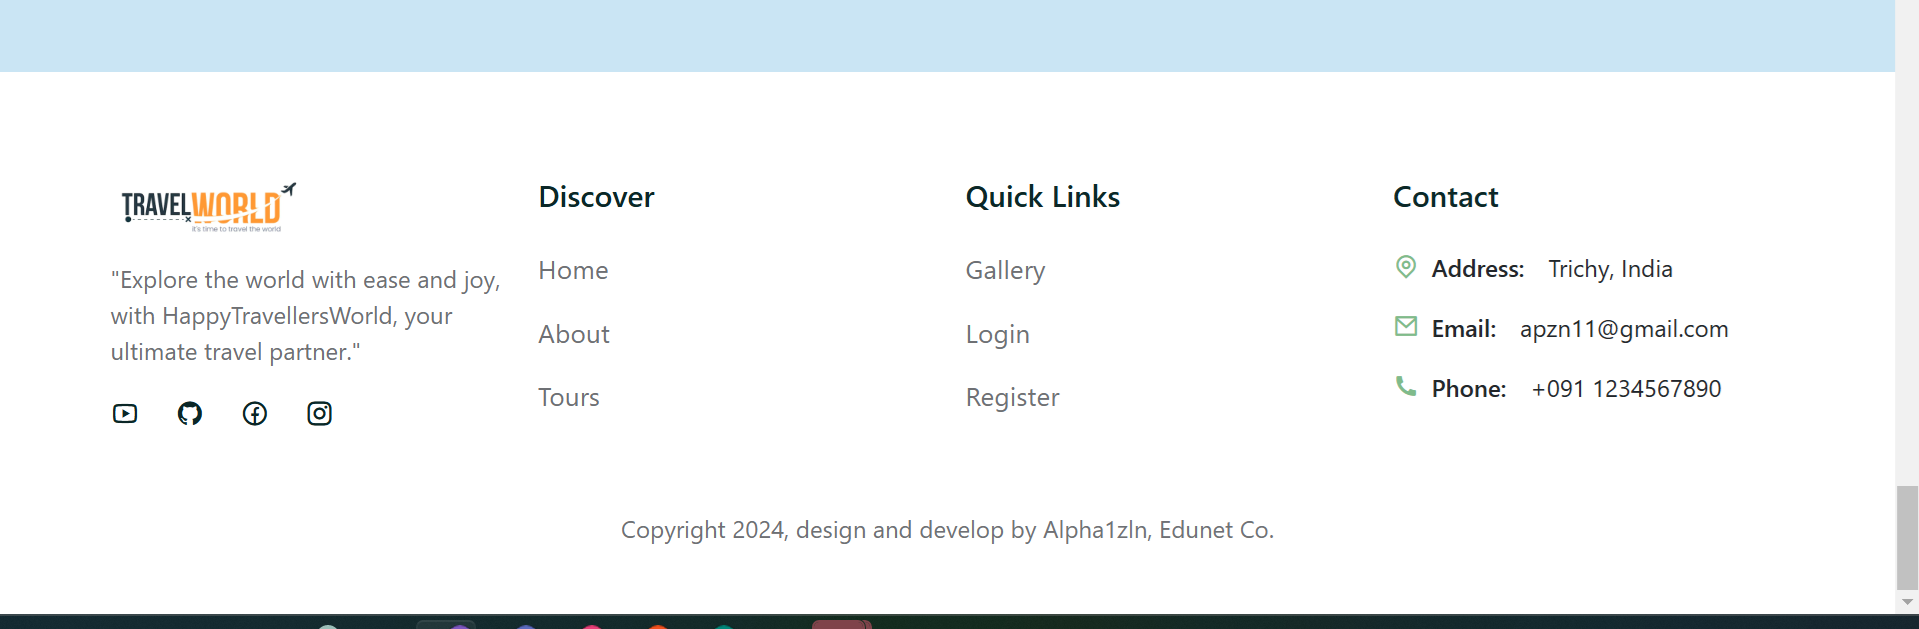 TRAVELWORLD
it's time to travel the world
"Explore the world with ease and joy,
with HappyTravellersWorld, your
ultimate travel partner."
Discover
Home
About
Tours
Quick Links
Gallery
Login
Register
Contact
Address: Trichy, India
Email: apzn11@gmail.com
Phone: +091 1234567890
Copyright 2024, design and develop by Alpha1zln, Edunet Co.